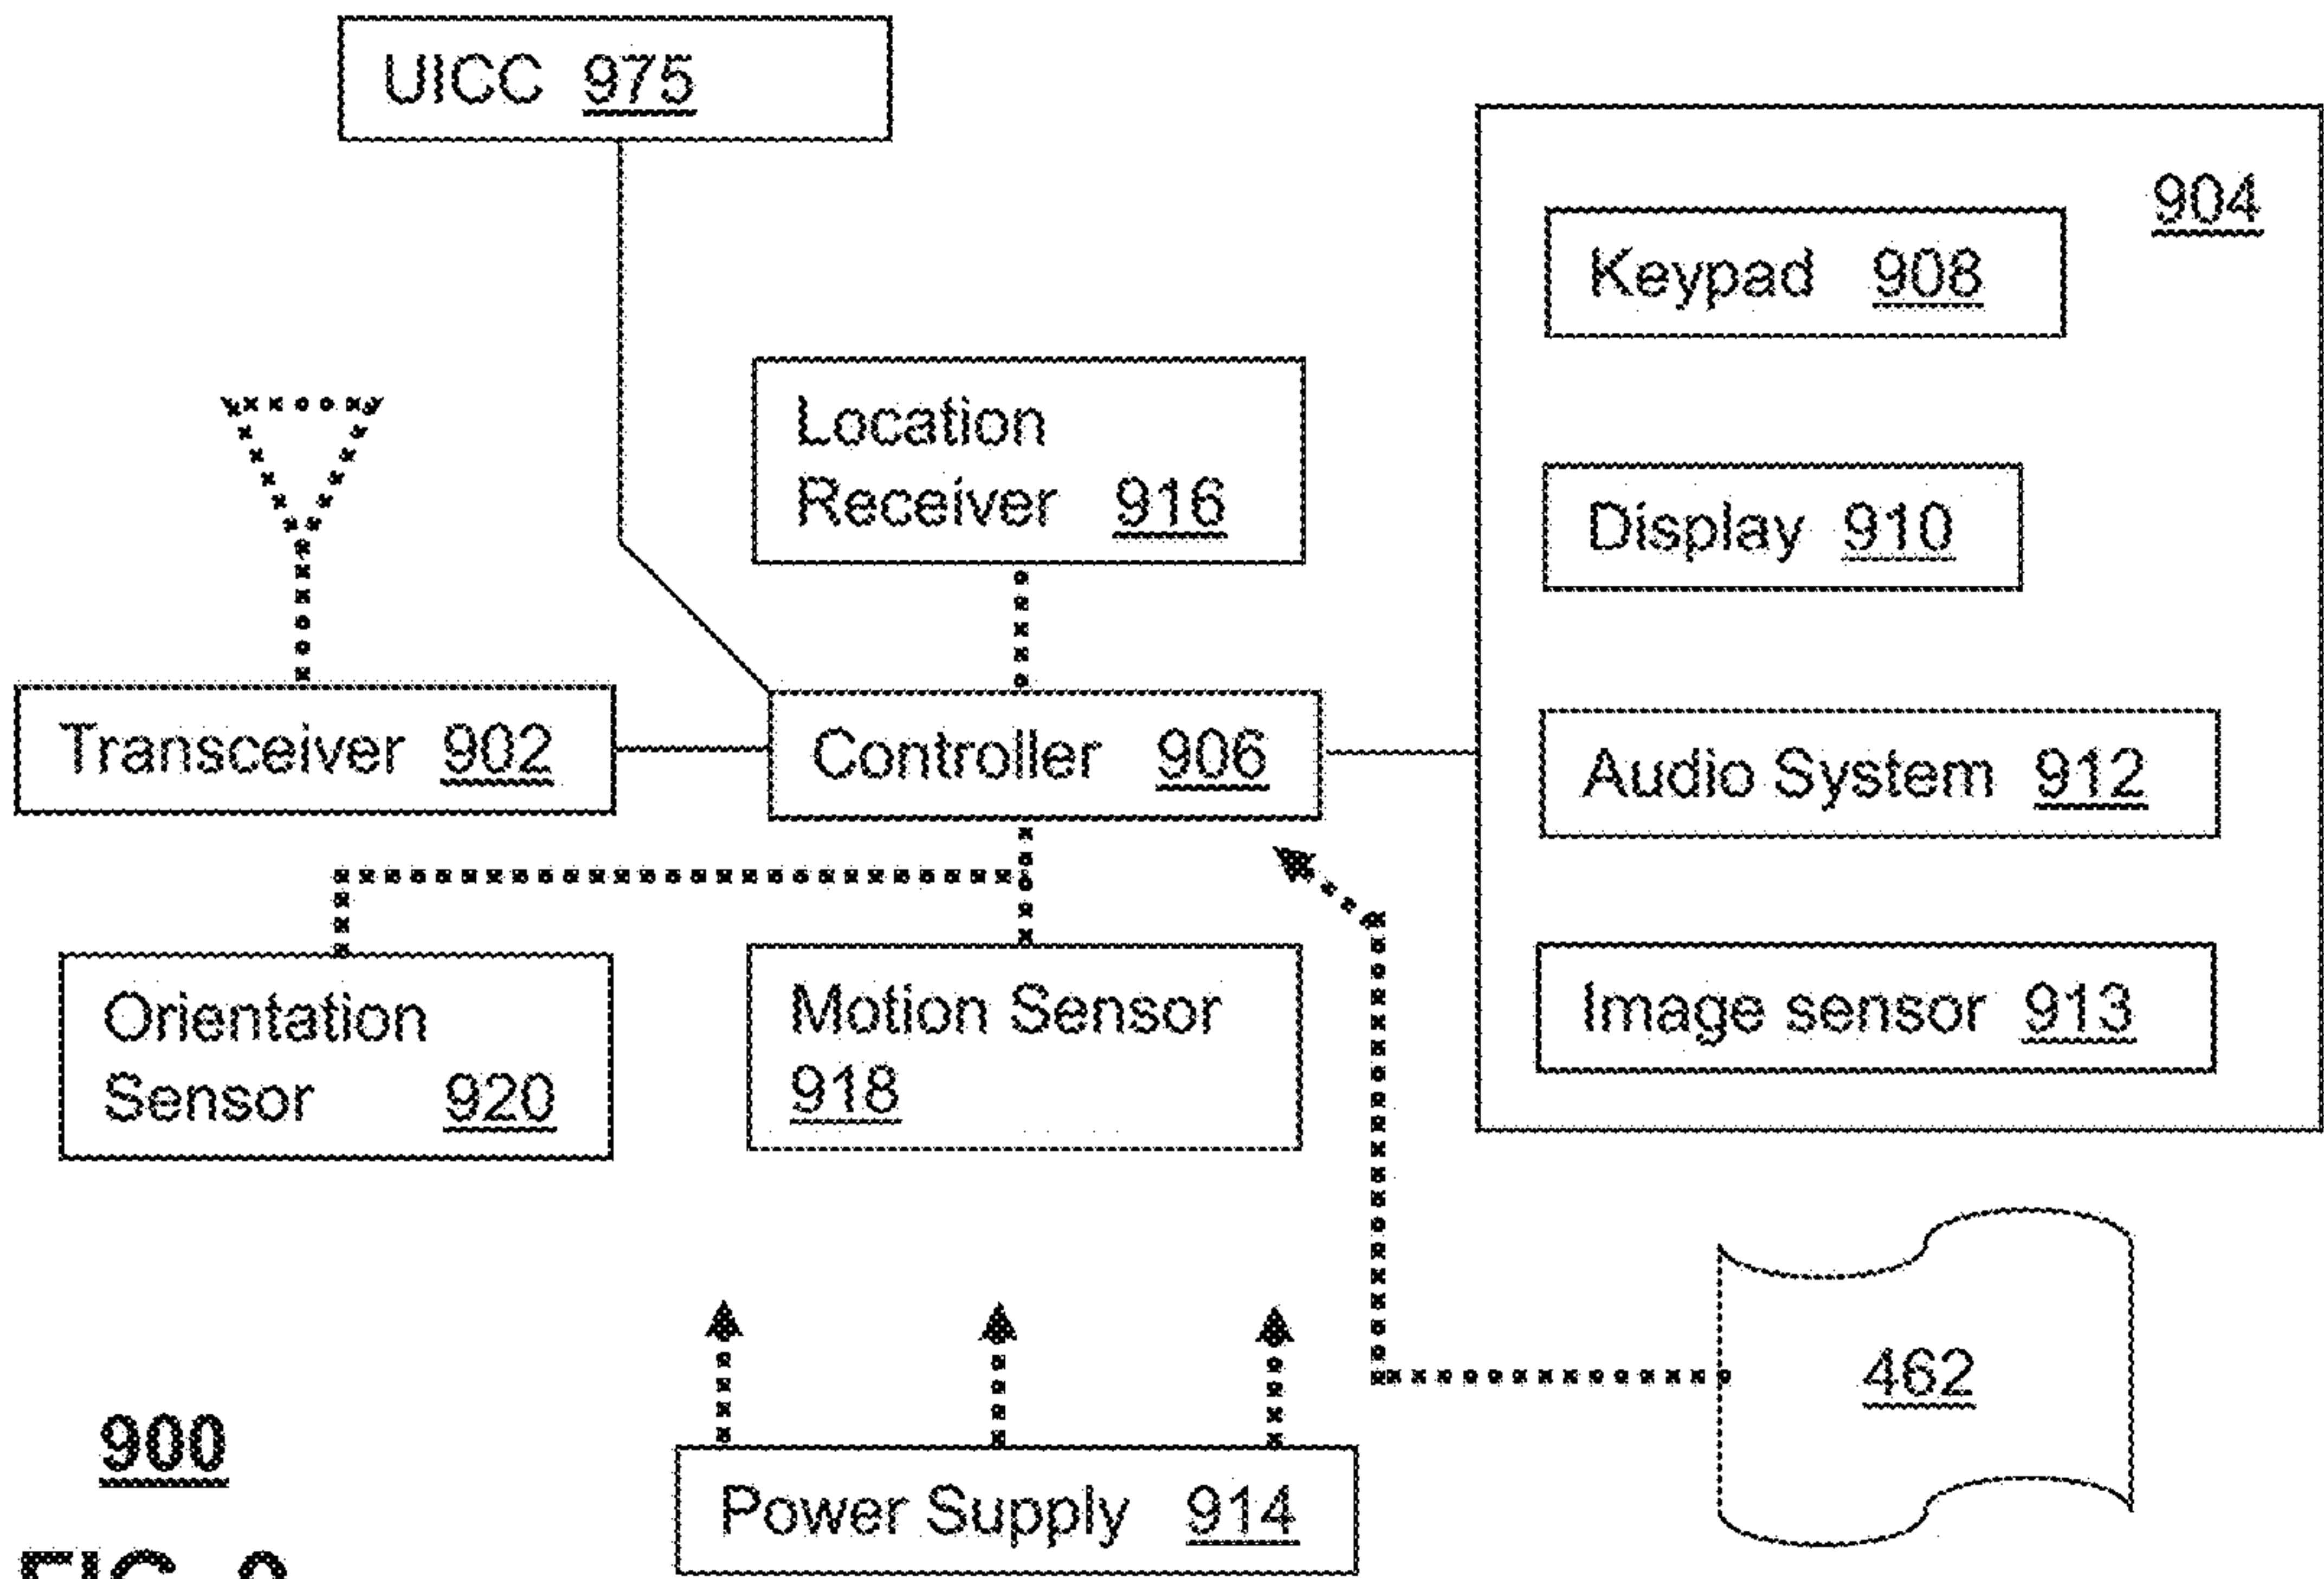 UICC 975
904
Keypad 908
Location
Receiver 916
Display 910
Transceiver 902
Controller 906
Audio System 912
Orientation
Sensor 920
Motion Sensor
918
Image sensor 913
462
900
Power Supply 914